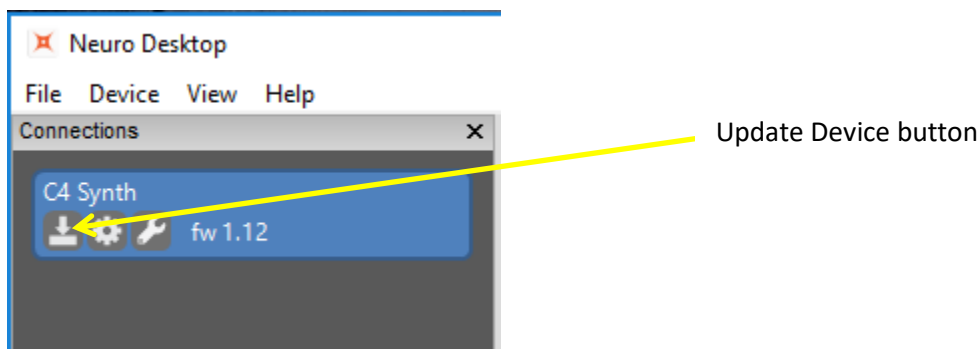 Neuro Desktop
File Device View Help
Connections X
Update Device button
C4 Synth
fw 1.12